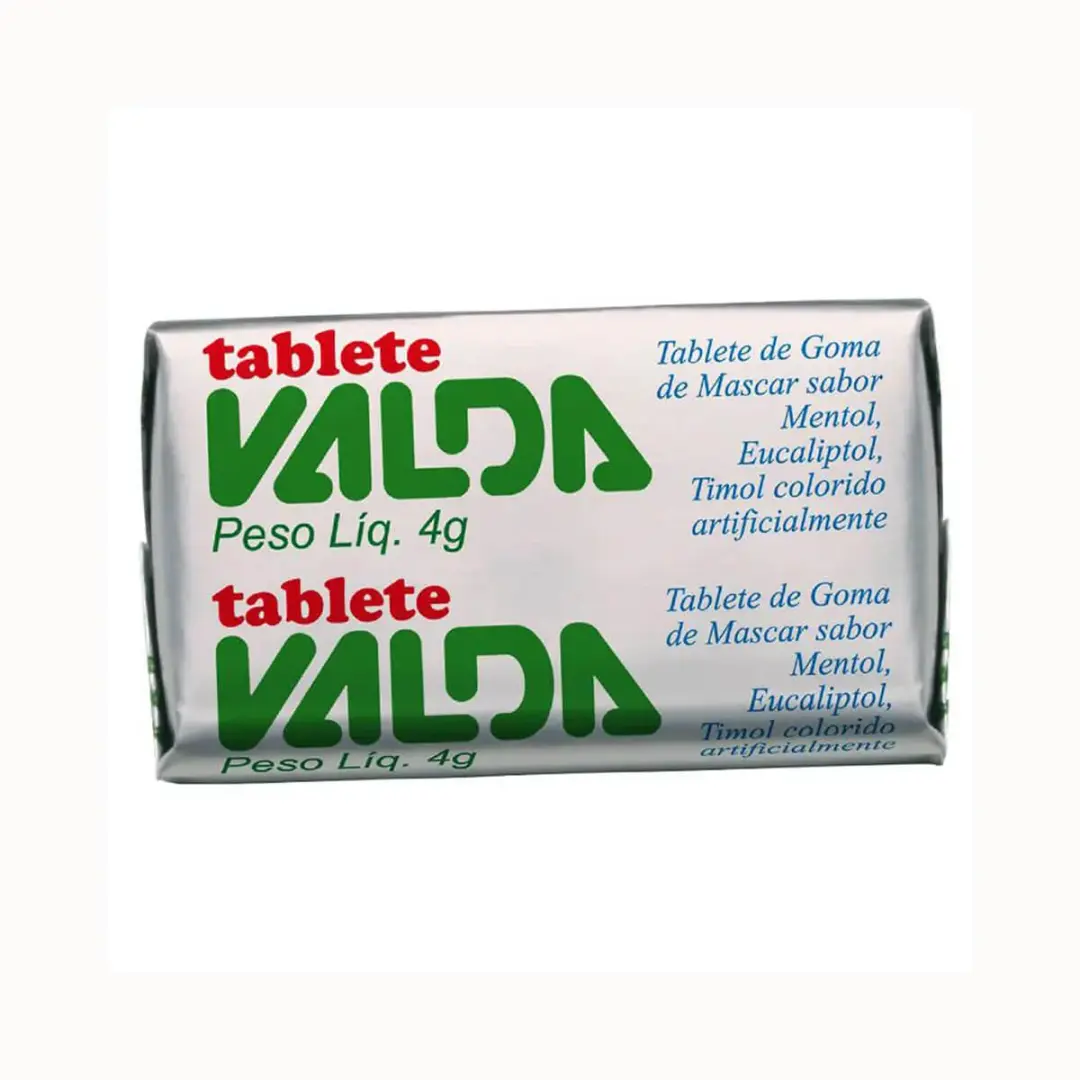 tablete
VALDA
Peso Líq. 4g
Tablete de Goma
de Mascar sabor
Mentol,
Eucaliptol,
Timol colorido
artificialmente
tablete
VALDA
Peso Líq. 4g
Tablete de Goma
de Mascar sabor
Mentol,
Eucaliptol,
Timol colorido
artificialmente